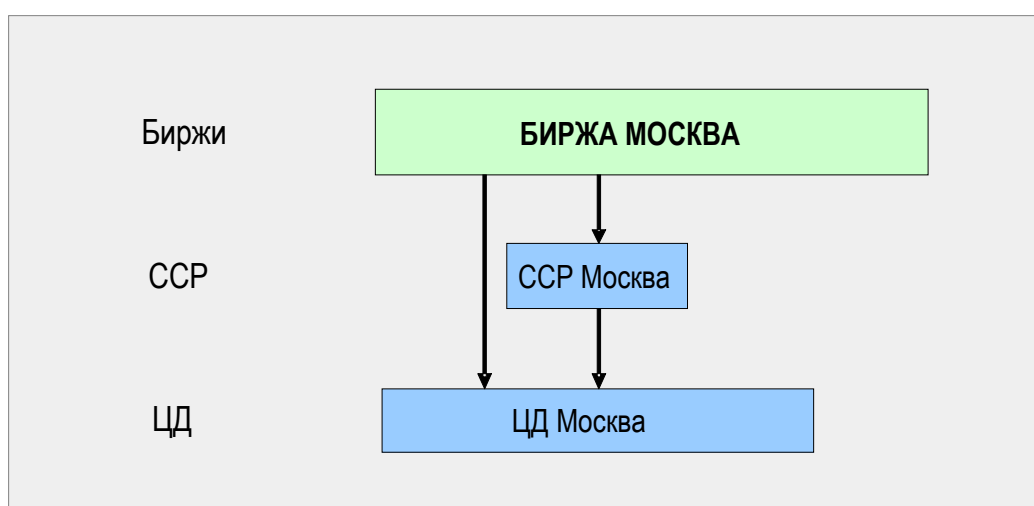 Биржи
БИРЖА МОСКВА
ССР
ССР Москва
ЦД
ЦД Москва